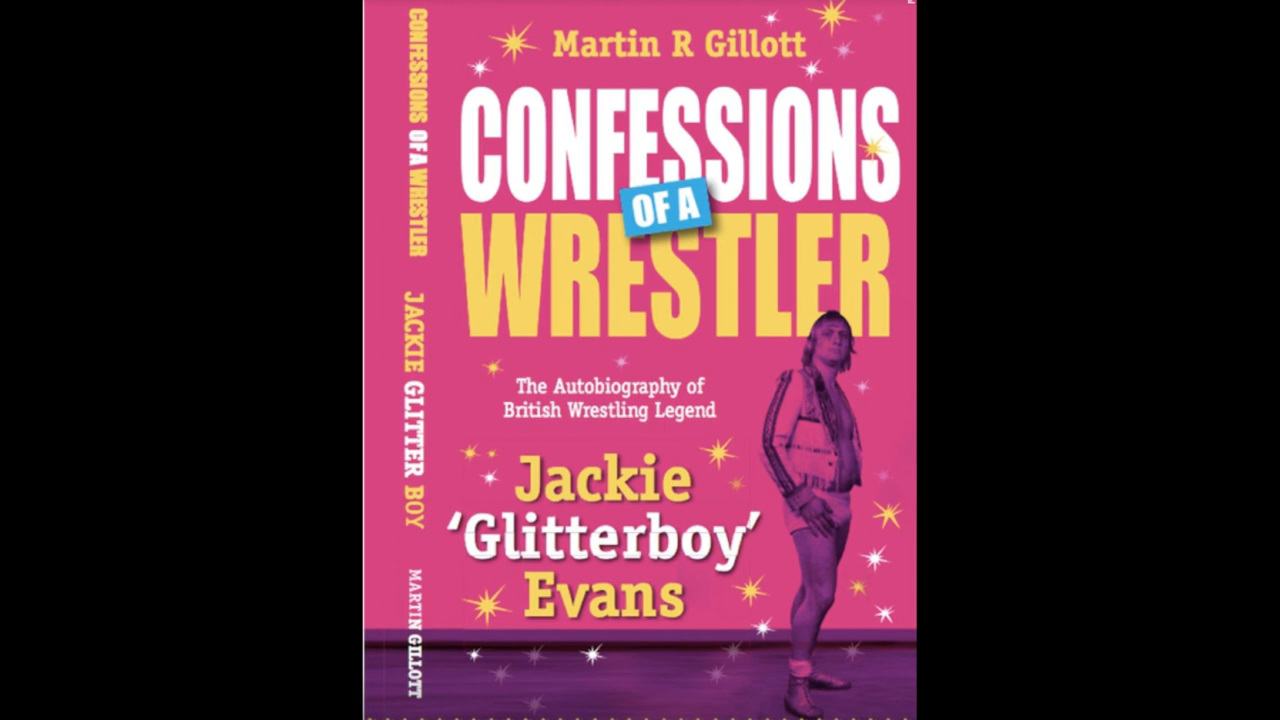 CONFESSIONS OF A WRESTLER JACKIE GLITTER BOY MARTIN GILLOTT
Martin R Gillott
CONFESSIONS
OF A
WRESTLER
The Autobiography of
British Wrestling Legend
Jackie
‘Glitterboy’
Evans